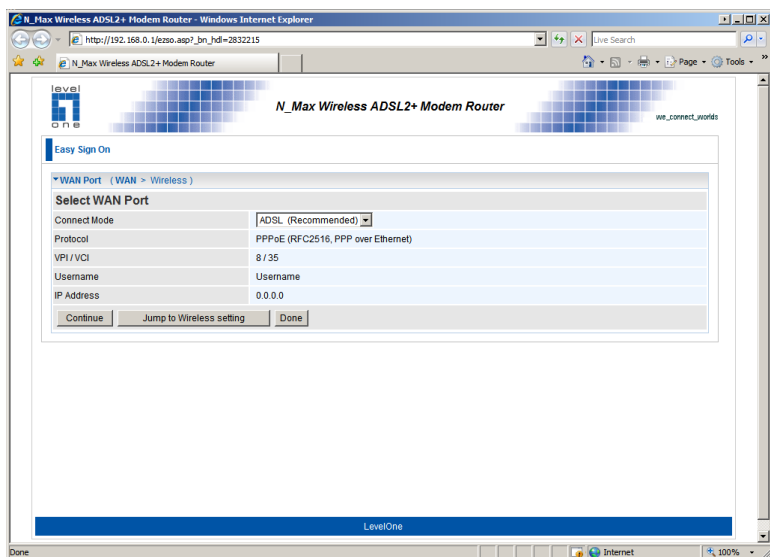 N_Max Wireless ADSL2+ Modem Router - Windows Internet Explorer
http://192.168.0.1/ezso.asp?_bn_hdl=2832215
Live Search
N_Max Wireless ADSL2+ Modem Router
Page
Tools
»
level
one
N_Max Wireless ADSL2+ Modem Router
we_connect_worlds
Easy Sign On
WAN Port ( WAN > Wireless )
Select WAN Port
Connect Mode ADSL (Recommended)
Protocol PPPoE (RFC2516, PPP over Ethernet)
VPI / VCI 8 / 35
Username Username
IP Address 0.0.0.0
Continue Jump to Wireless setting Done
LevelOne
Done Internet 100%